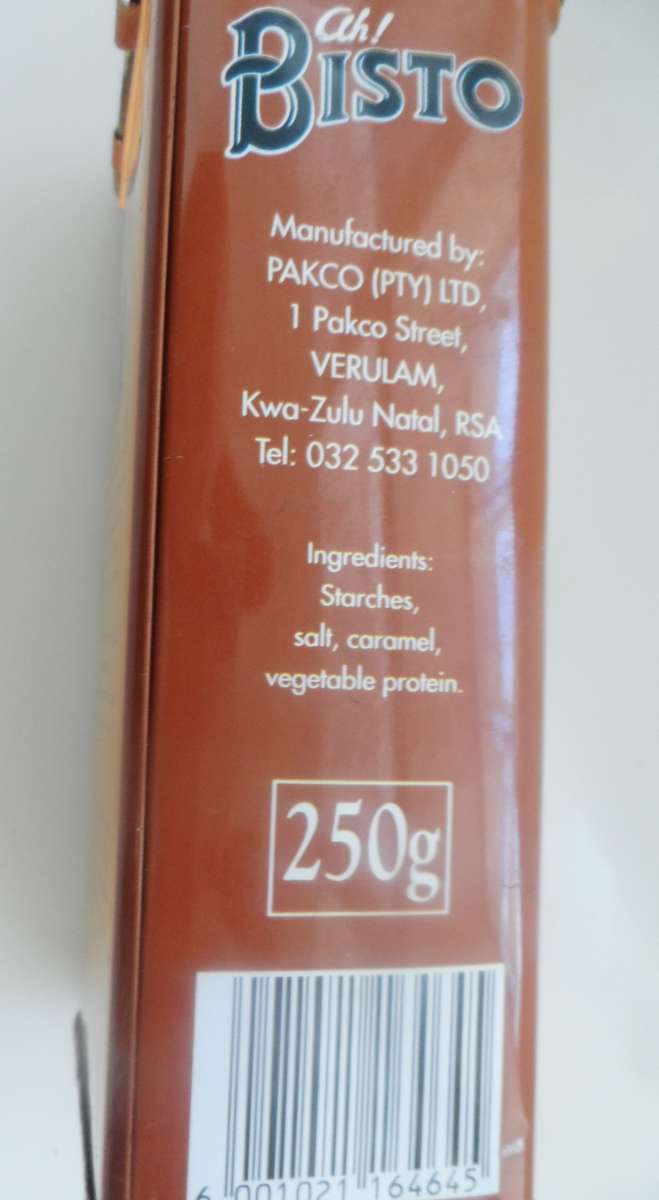 Ah!
BISTO
Manufactured by:
PAKCO (PTY) LTD,
1 Pakco Street,
VERULAM,
Kwa-Zulu Natal, RSA
Tel: 032 533 1050
Ingredients:
Starches,
salt, caramel,
vegetable protein.
250g
6 001021 164645